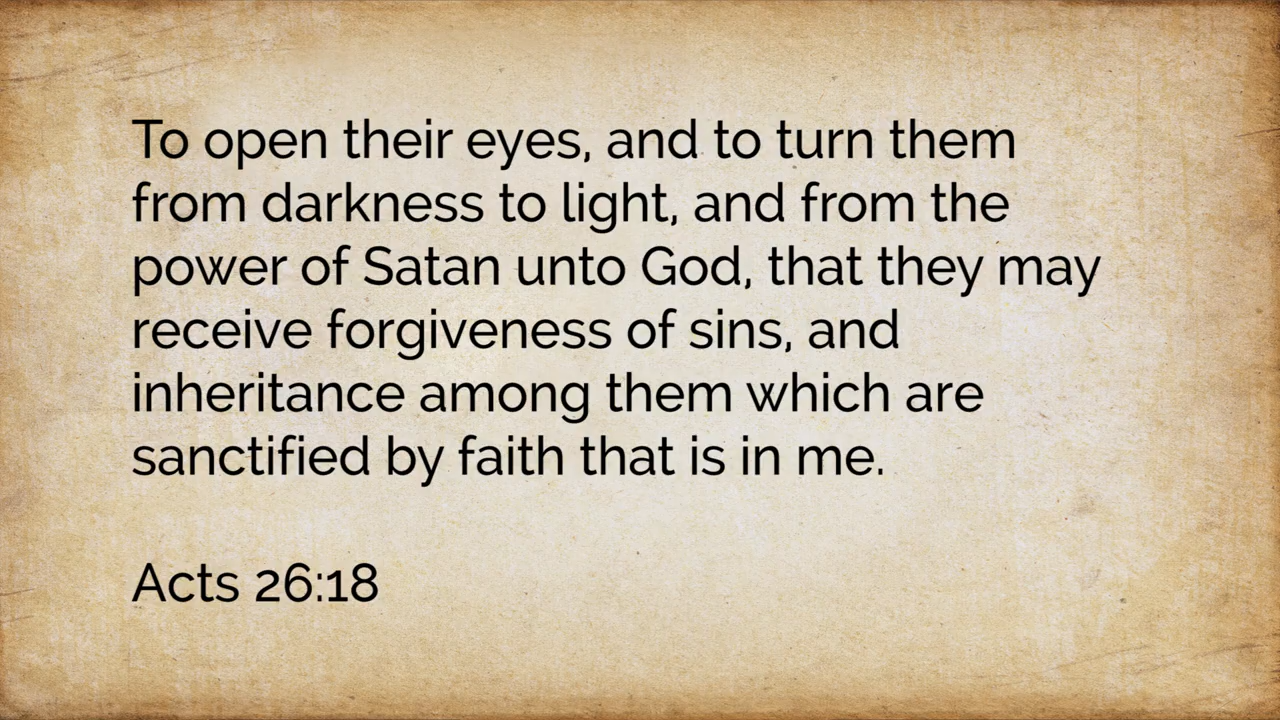 To open their eyes, and to turn them
from darkness to light, and from the
power of Satan unto God, that they may
receive forgiveness of sins, and
inheritance among them which are
sanctified by faith that is in me.
Acts 26:18